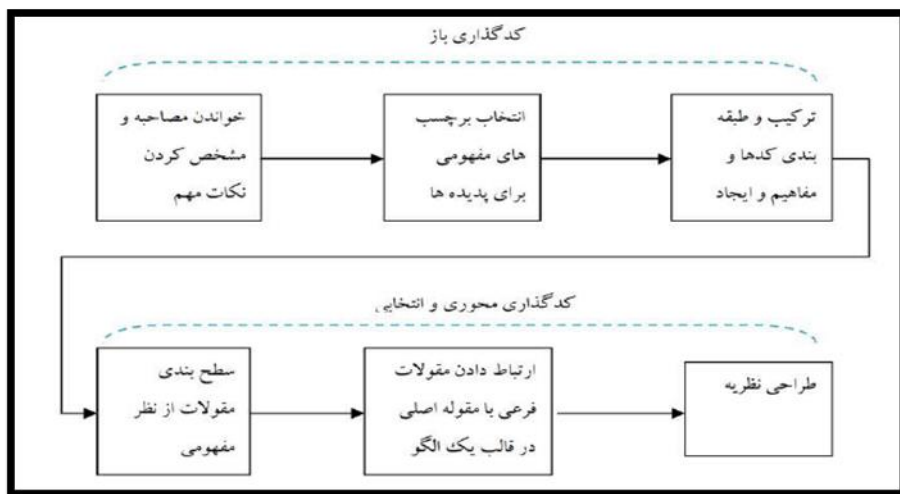 کدگذاری باز
خواندن مصاحبه و
مشخص کردن
نکات مهم
انتخاب برچسب
های مفهومی
برای پدیده ها
ترکیب و طبقه
بندی کدها و
مفاهیم و ایجاد
کدگذاری محوری و انتخابی
سطح بندی
مقولات از نظر
مفهومی
ارتباط دادن مقولات
فرعی با مقوله اصلی
در قالب یک الگو
طراحی نظریه